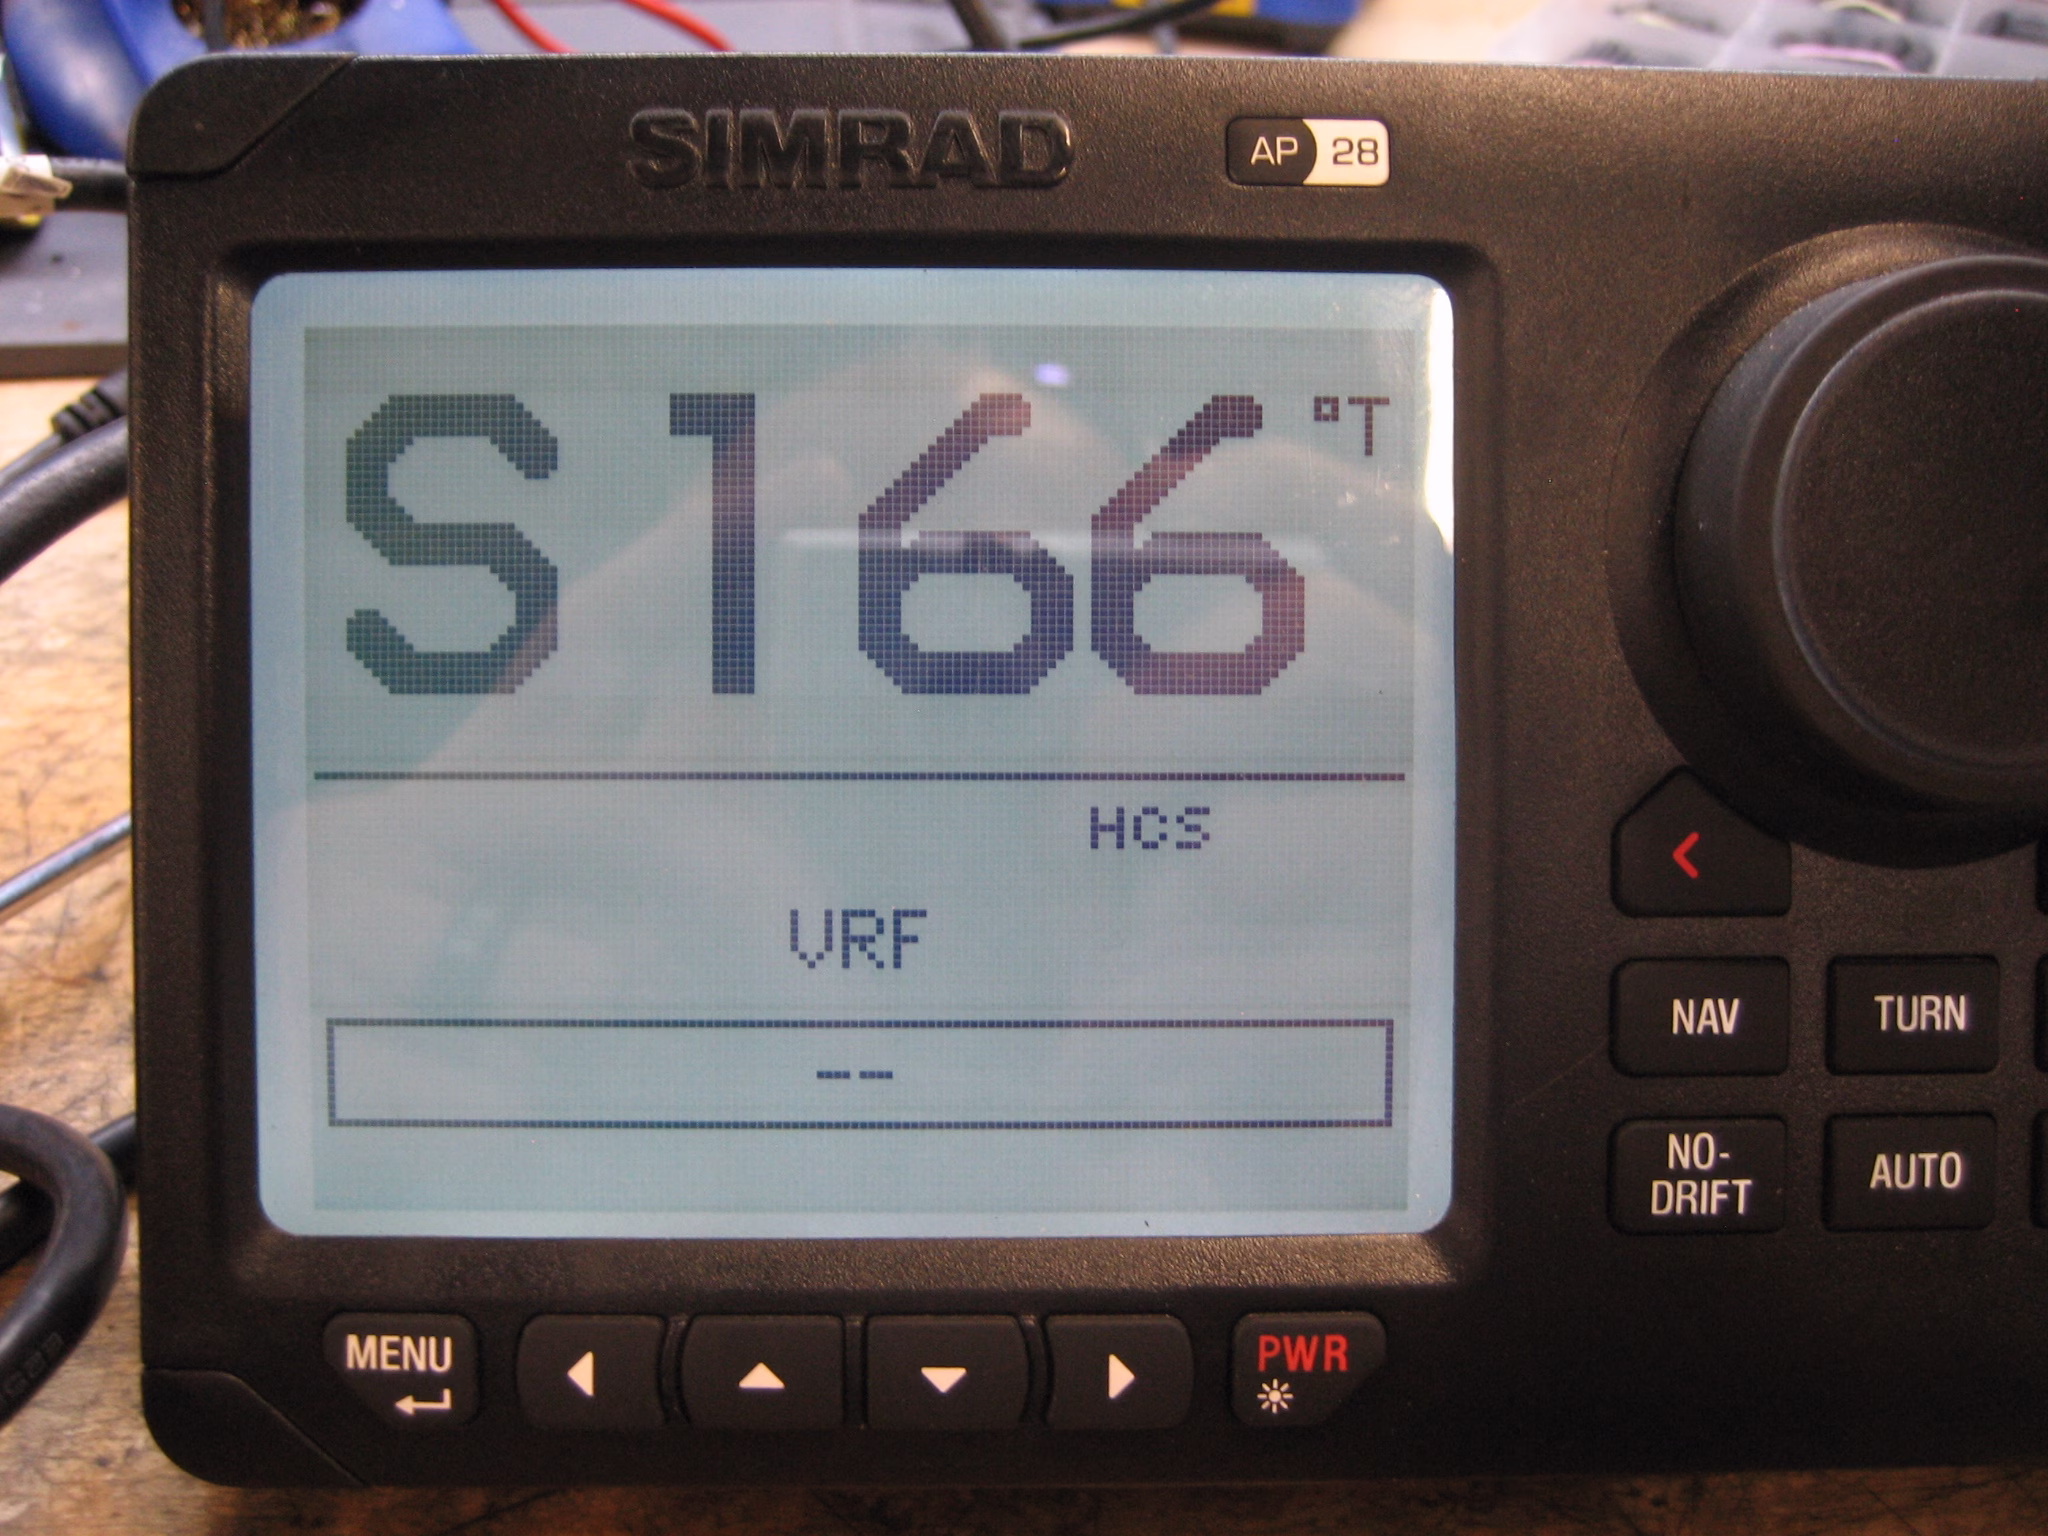 SIMRAD
AP 28
S166°T
HCS
VRF
--
NAV TURN
NO-
DRIFT
AUTO
MENU
PWR